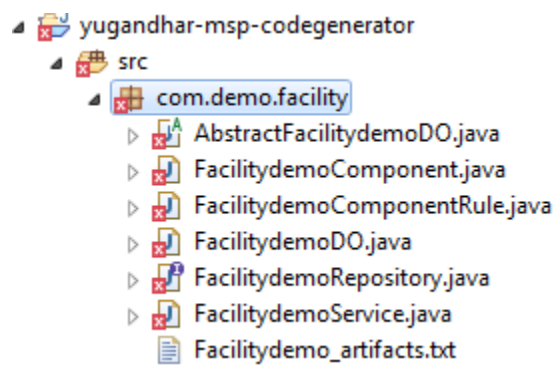 yugandhar-msp-codegenerator
src
com.demo.facility
AbstractFacilitydemoDO.java
FacilitydemoComponent.java
FacilitydemoComponentRule.java
FacilitydemoDO.java
FacilitydemoRepository.java
FacilitydemoService.java
Facilitydemo_artifacts.txt